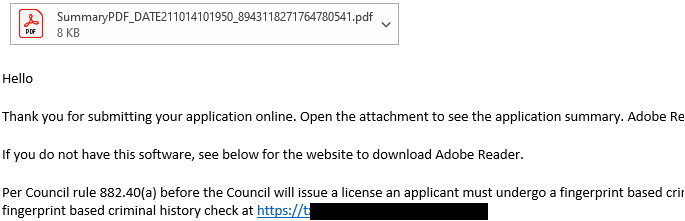 SummaryPDF_DATE211014101950_8943118271764780541.pdf
PDF
8 KB
Hello
Thank you for submitting your application online. Open the attachment to see the application summary. Adobe
If you do not have this software, see below for the website to download Adobe Reader.
Per Council rule 882.40(a) before the Council will issue a license an applicant must undergo a fingerprint based
fingerprint based criminal history check at https://t